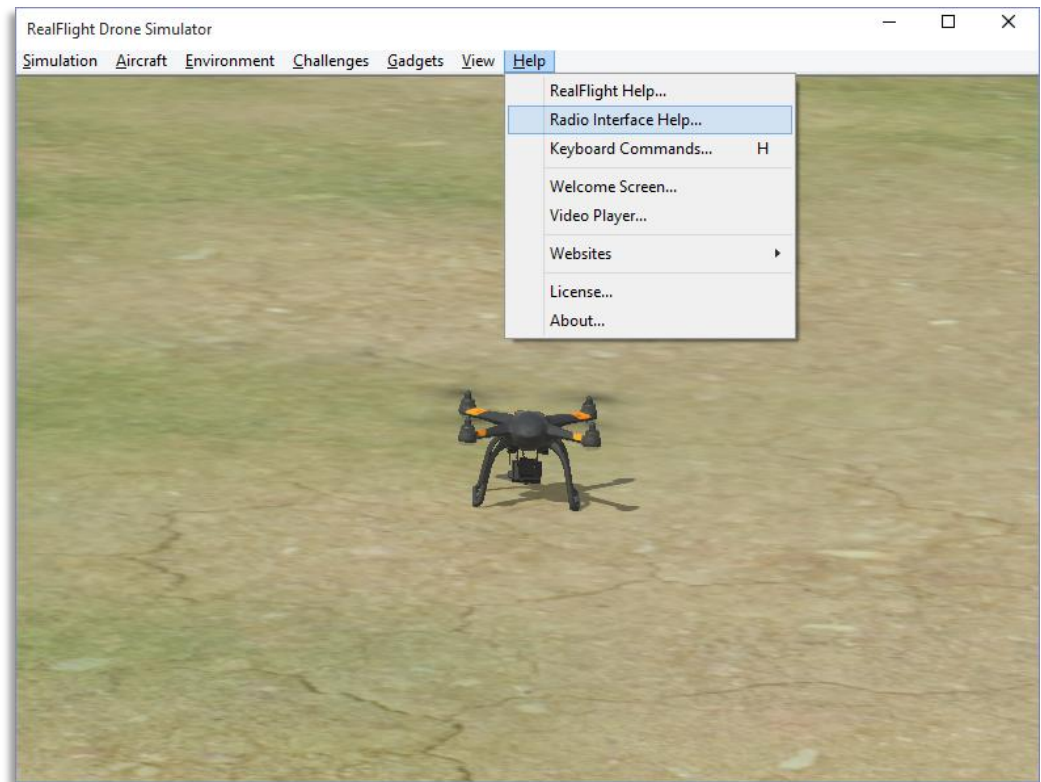 RealFlight Drone Simulator
Simulation Aircraft Environment Challenges Gadgets View Help
RealFlight Help...
Radio Interface Help...
Keyboard Commands... H
Welcome Screen...
Video Player...
Websites
License...
About...